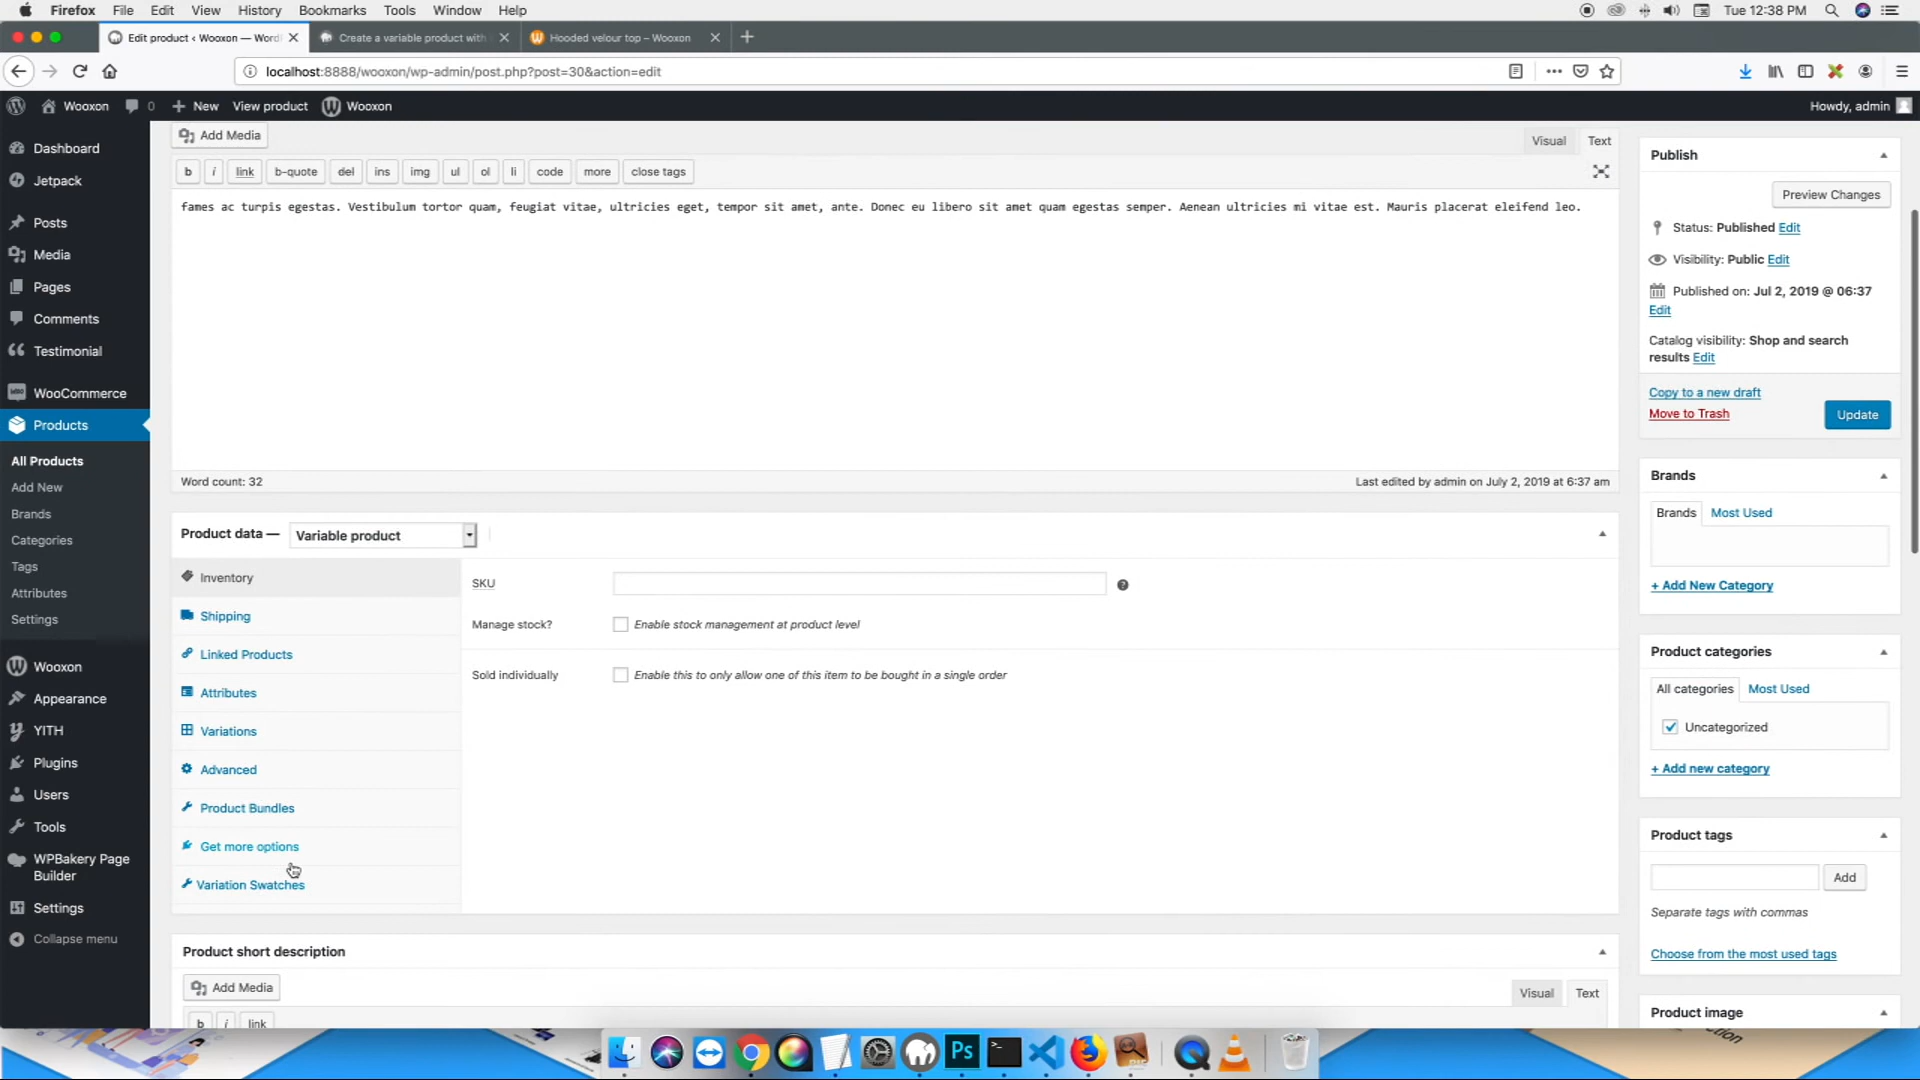 Firefox File Edit View History Bookmarks Tools Window Help Tue 12:38 PM
Edit product ‹ Wooxon — Word Create a variable product with Hooded velour top – Wooxon
localhost:8888/wooxon/wp-admin/post.php?post=30&action=edit
Wooxon 0 New View product Wooxon Howdy, admin
Dashboard
Jetpack
Posts
Media
Pages
Comments
Testimonial
WooCommerce
Products
All Products
Add New
Brands
Categories
Tags
Attributes
Settings
Wooxon
Appearance
YITH
Plugins
Users
Tools
WPBakery Page
Builder
Settings
Collapse menu
Add Media Visual Text
b i link b-quote del ins img ul ol li code more close tags
fames ac turpis egestas. Vestibulum tortor quam, feugiat vitae, ultricies eget, tempor sit amet, ante. Donec eu libero sit amet quam egestas semper. Aenean ultricies mi vitae est. Mauris placerat eleifend leo.
Word count: 32 Last edited by admin on July 2, 2019 at 6:37 am
Product data — Variable product
Inventory
Shipping
Linked Products
Attributes
Variations
Advanced
Product Bundles
Get more options
Variation Swatches
SKU
Manage stock? Enable stock management at product level
Sold individually Enable this to only allow one of this item to be bought in a single order
Product short description
Add Media Visual Text
b i link
Publish
Preview Changes
Status: Published Edit
Visibility: Public Edit
Published on: Jul 2, 2019 @ 06:37
Edit
Catalog visibility: Shop and search
results Edit
Copy to a new draft
Move to Trash Update
Brands
Brands Most Used
+ Add New Category
Product categories
All categories Most Used
Uncategorized
+ Add new category
Product tags
Add
Separate tags with commas
Choose from the most used tags
Product image
Ps